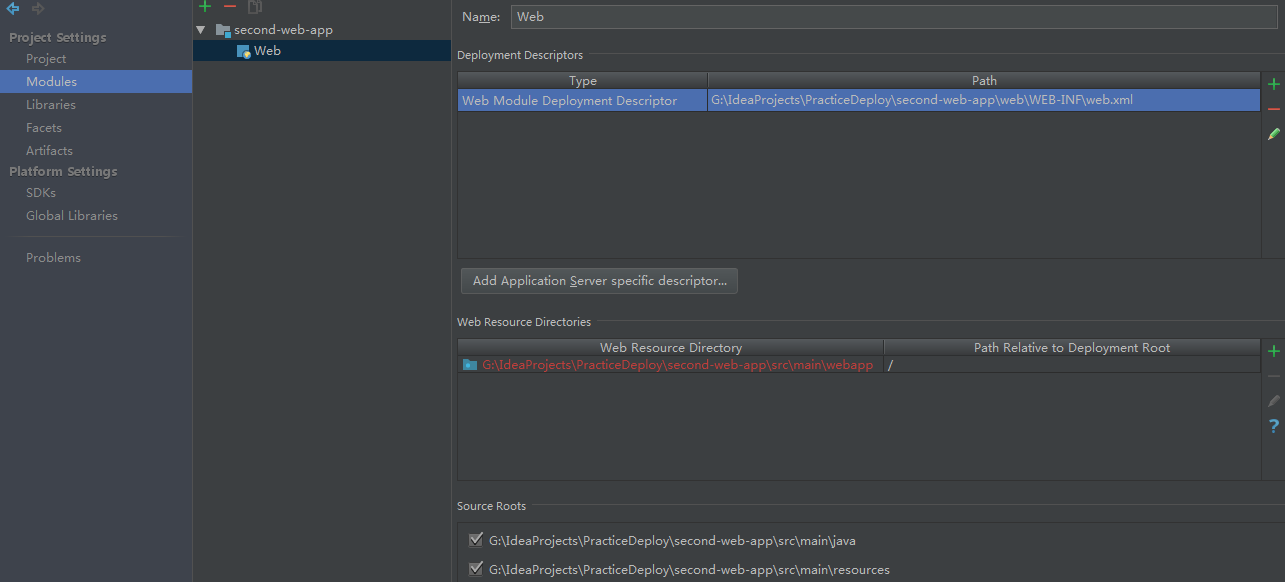 Project Settings
Project
Modules
Libraries
Facets
Artifacts
Platform Settings
SDKs
Global Libraries
Problems
second-web-app
Web
Name: Web
Deployment Descriptors
Type Path
Web Module Deployment Descriptor G:\IdeaProjects\PracticeDeploy\second-web-app\web\WEB-INF\web.xml
Add Application Server specific descriptor...
Web Resource Directories
Web Resource Directory Path Relative to Deployment Root
G:\IdeaProjects\PracticeDeploy\second-web-app\src\main\webapp /
Source Roots
G:\IdeaProjects\PracticeDeploy\second-web-app\src\main\java
G:\IdeaProjects\PracticeDeploy\second-web-app\src\main\resources